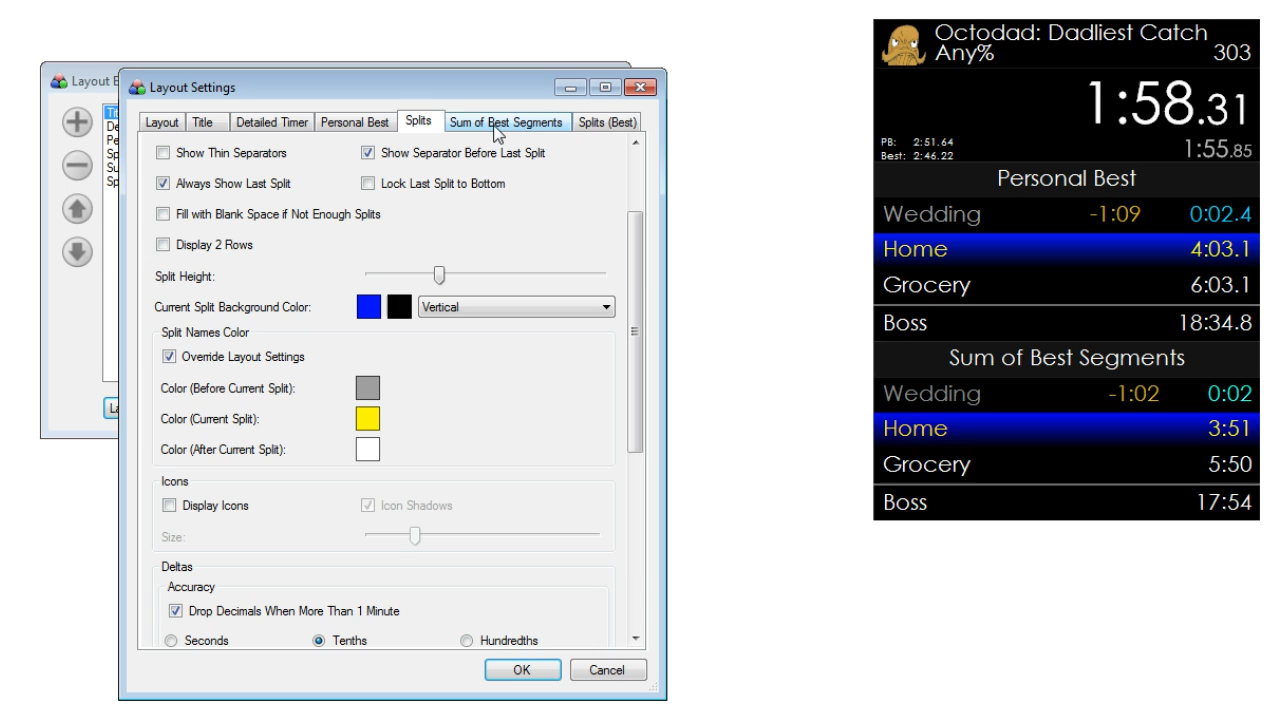 Layout E
Layout Settings
Layout Title Detailed Timer Personal Best Splits Sum of Best Segments Splits (Best)
Show Thin Separators Show Separator Before Last Split
Always Show Last Split Lock Last Split to Bottom
Fill with Blank Space if Not Enough Splits
Display 2 Rows
Split Height:
Current Split Background Color: Vertical
Split Names Color
Override Layout Settings
Color (Before Current Split):
Color (Current Split):
Color (After Current Split):
Icons
Display Icons Icon Shadows
Size:
Deltas
Accuracy
Drop Decimals When More Than 1 Minute
Seconds Tenths Hundredths
OK Cancel
Octodad: Dadliest Catch
Any% 303
1:58.31
PB: 2:51.64
Best: 2:46.22
1:55.85
Personal Best
Wedding -1:09 0:02.4
Home 4:03.1
Grocery 6:03.1
Boss 18:34.8
Sum of Best Segments
Wedding -1:02 0:02
Home 3:51
Grocery 5:50
Boss 17:54